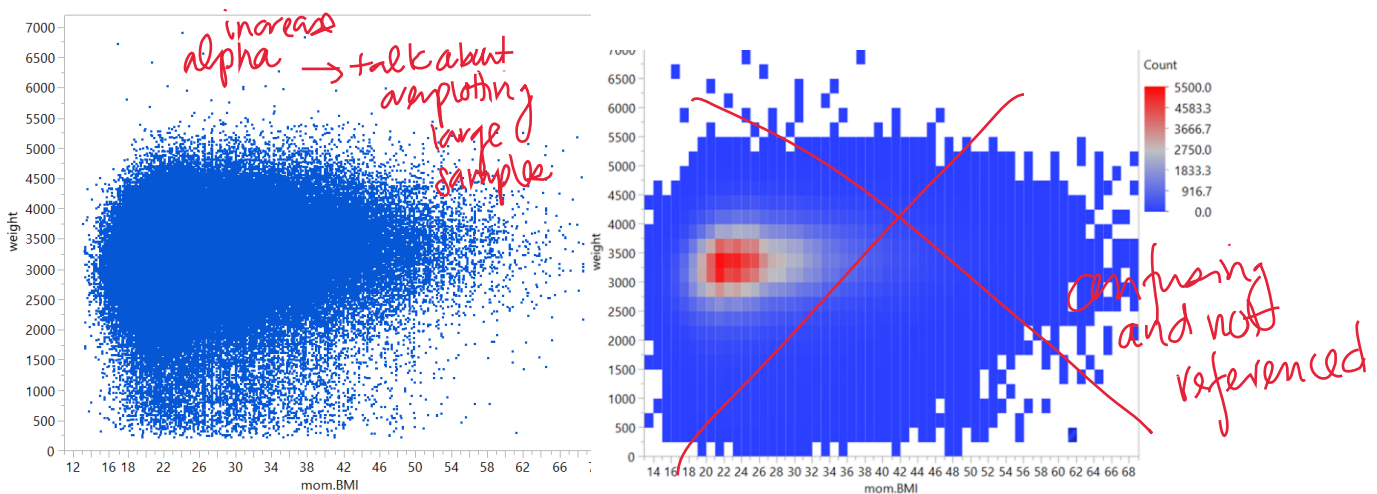 increase
alpha → talk about
overplotting
large
samples
7000
6500
6000
5500
5000
4500
4000
3500
3000
2500
2000
1500
1000
500
0
weight
12 16 18 22 26 30 34 38 42 46 50 54 58 62 66 7
mom.BMI
7000
6500
6000
5500
5000
4500
4000
3500
3000
2500
2000
1500
1000
500
0
weight
14 16 18 20 22 24 26 28 30 32 34 36 38 40 42 44 46 48 50 52 54 56 58 60 62 64 66 68
mom.BMI
Count
5500.0
4583.3
3666.7
2750.0
1833.3
916.7
0.0
confusing
and not
referenced